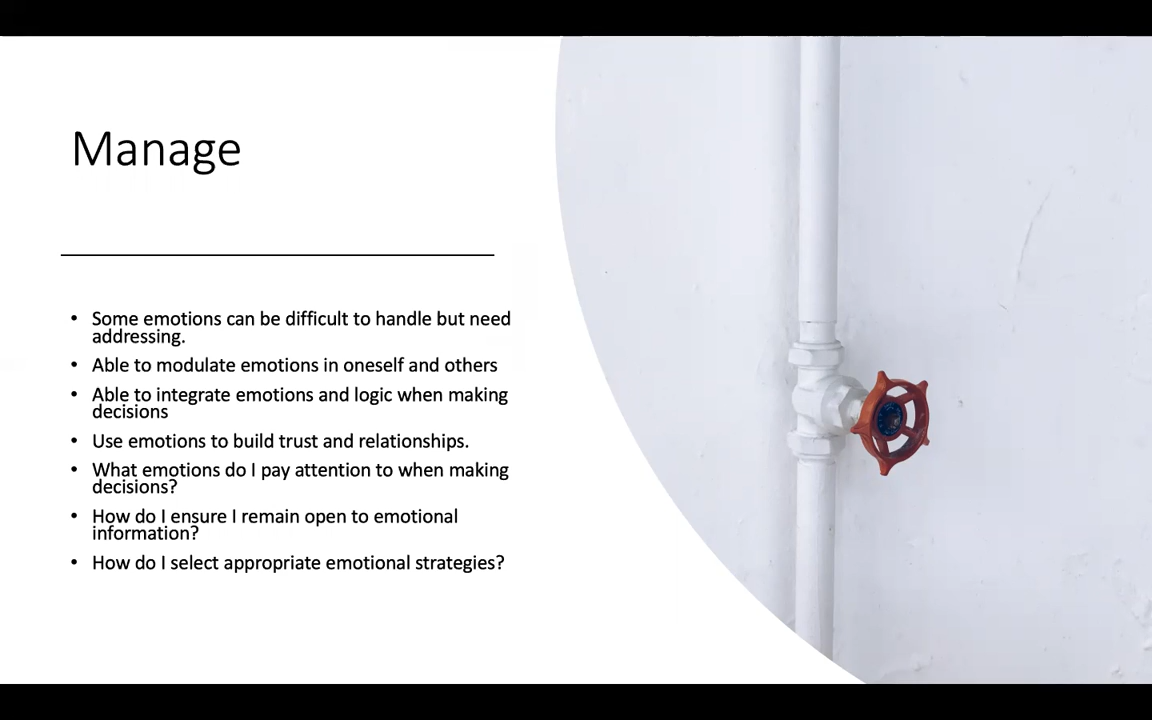 Manage
• Some emotions can be difficult to handle but need
addressing.
• Able to modulate emotions in oneself and others
• Able to integrate emotions and logic when making
decisions
• Use emotions to build trust and relationships.
• What emotions do I pay attention to when making
decisions?
• How do I ensure I remain open to emotional
information?
• How do I select appropriate emotional strategies?